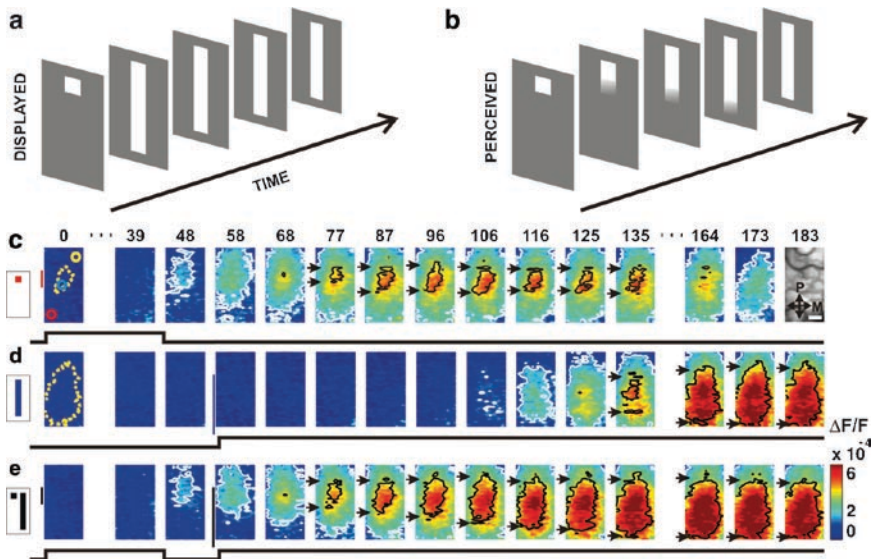 a
b
DISPLAYED
TIME
PERCEIVED
c 0 39 48 58 68 77 87 96 106 116 125 135 164 173 183
P
M
d
ΔF/F
x 10⁻⁴
e
6
4
2
0